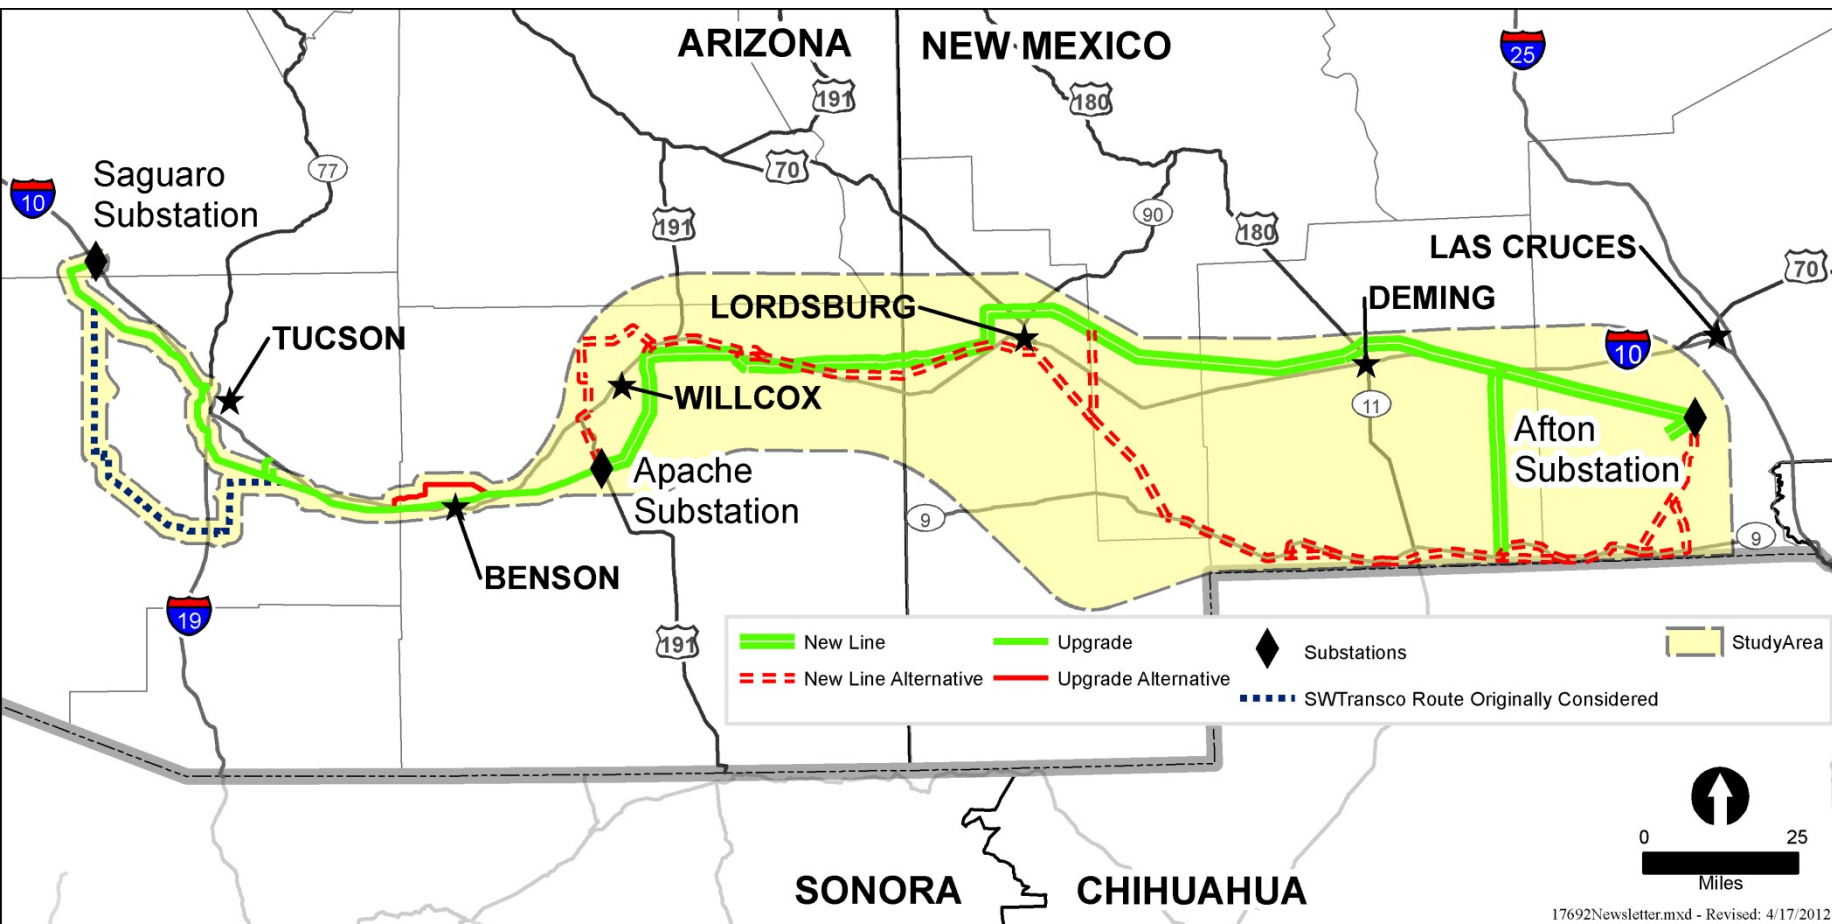 ARIZONA
NEW MEXICO
25
191
180
77
70
Saguaro
Substation
10
191
90
180
LAS CRUCES
70
TUCSON
LORDSBURG
DEMING
10
WILLCOX
11
Afton
Substation
Apache
Substation
9
9
BENSON
19
191
New Line
Upgrade
Substations
StudyArea
New Line Alternative
Upgrade Alternative
SWTransco Route Originally Considered
0 25
Miles
SONORA
CHIHUAHUA
17692Newsletter.mxd - Revised: 4/17/2012